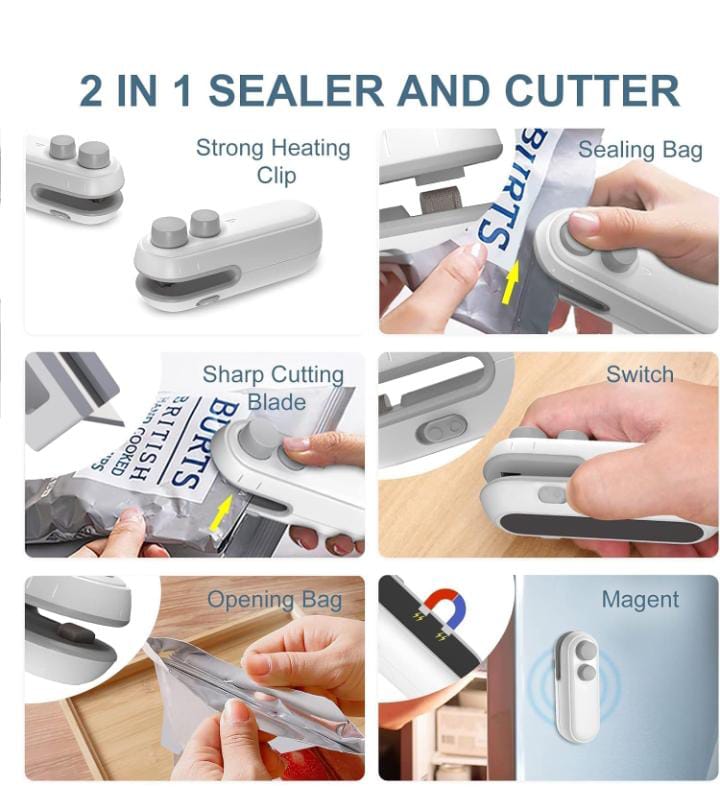 2 IN 1 SEALER AND CUTTER
Strong Heating
Clip
Sealing Bag
BURTS
Sharp Cutting
Blade
BURTS
BRITISH
HAND COOKED
Switch
Opening Bag
Magent